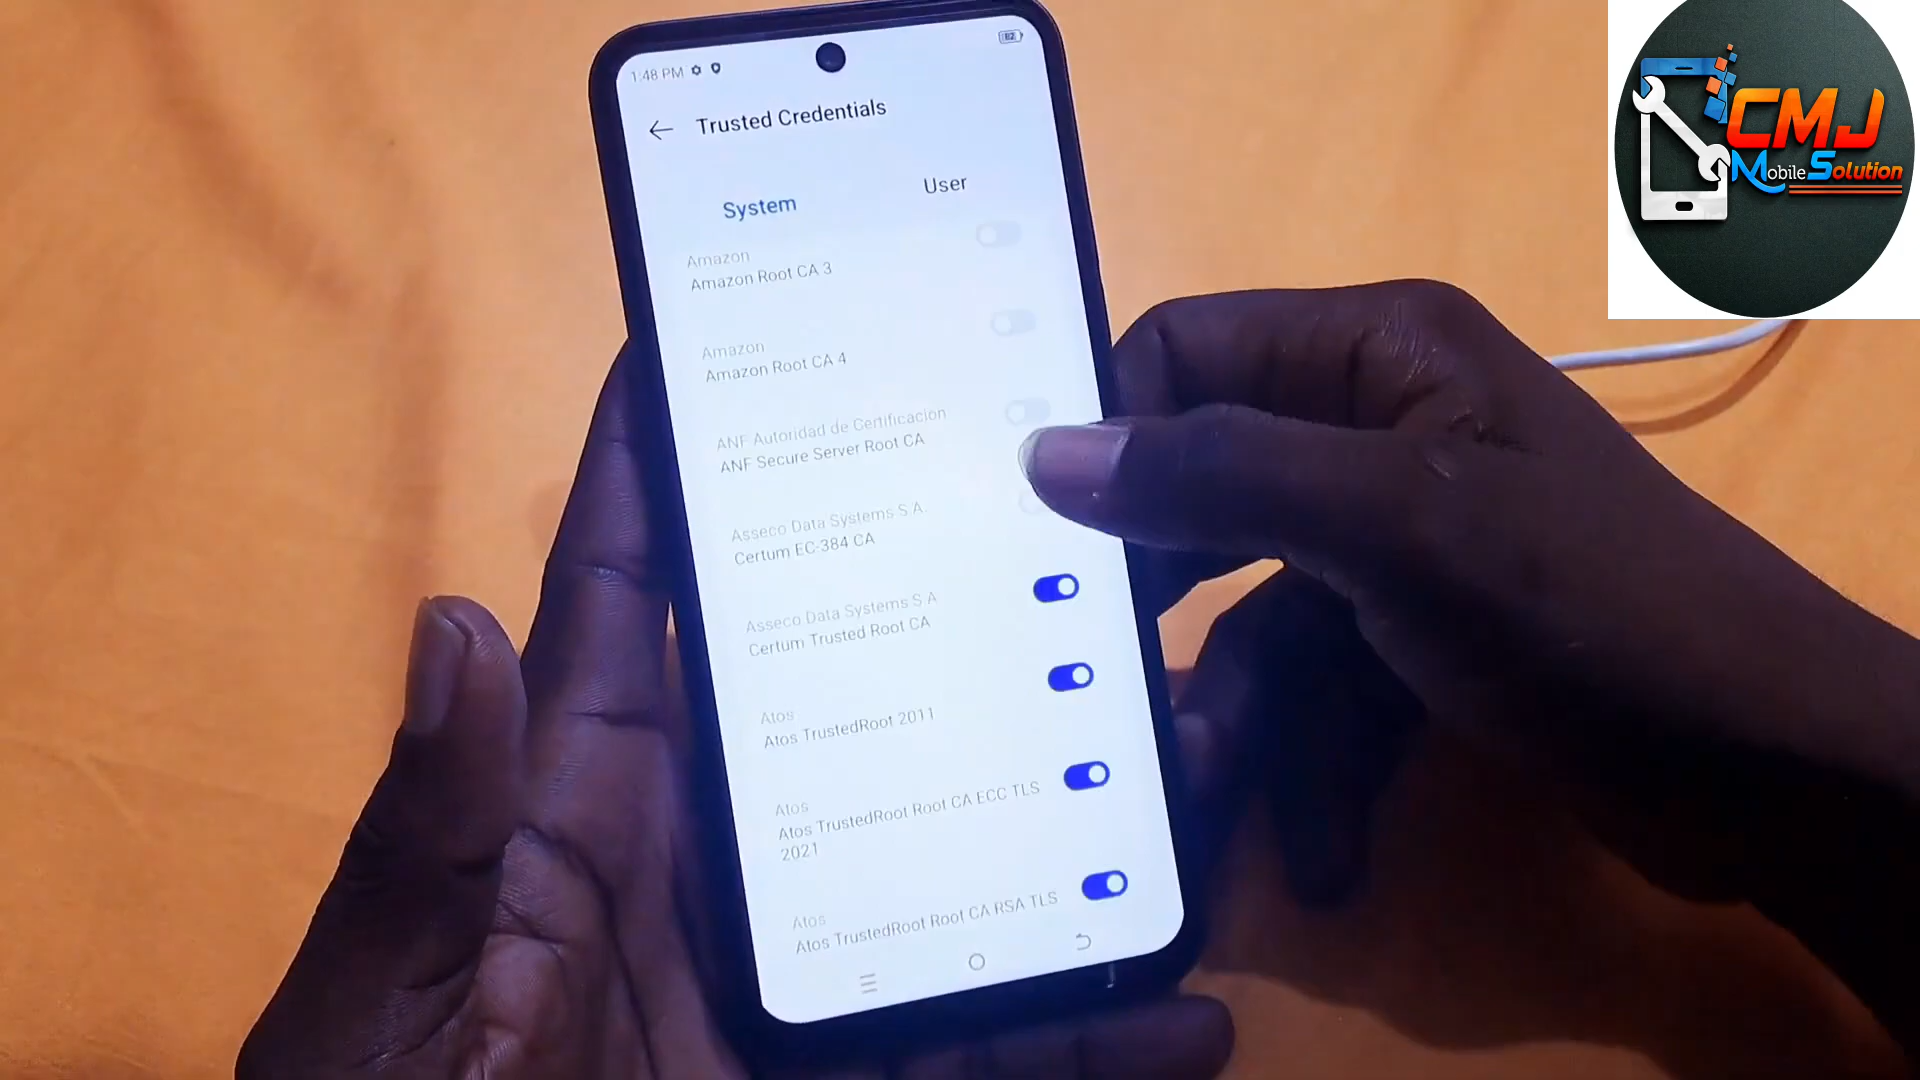 1:48 PM
82
Trusted Credentials
System
User
Amazon
Amazon Root CA 3
Amazon
Amazon Root CA 4
ANF Autoridad de Certificacion
ANF Secure Server Root CA
Asseco Data Systems S.A.
Certum EC-384 CA
Asseco Data Systems S.A.
Certum Trusted Root CA
Atos
Atos TrustedRoot 2011
Atos
Atos TrustedRoot Root CA ECC TLS
2021
Atos
Atos TrustedRoot Root CA RSA TLS
CMJ
Mobile Solution